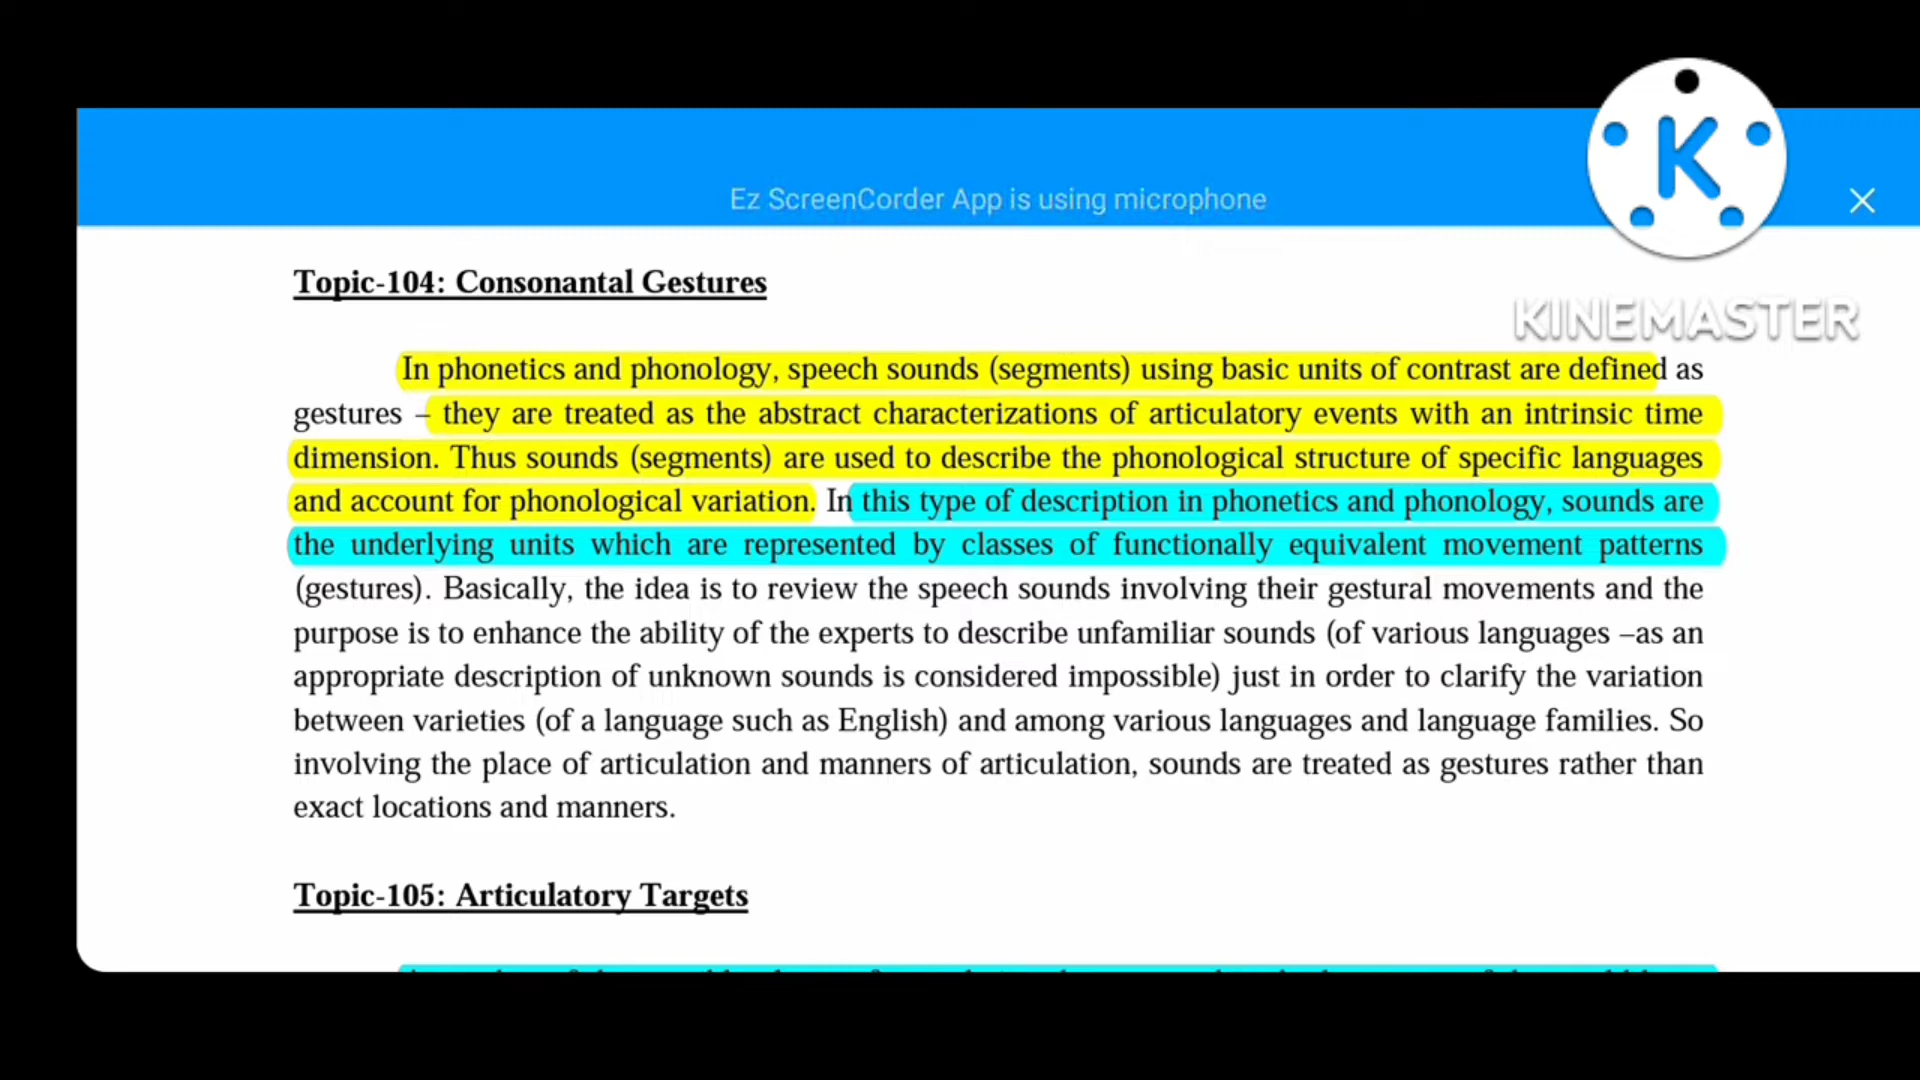 Ez ScreenCorder App is using microphone
K
KINEMASTER
Topic-104: Consonantal Gestures
In phonetics and phonology, speech sounds (segments) using basic units of contrast are defined as
gestures – they are treated as the abstract characterizations of articulatory events with an intrinsic time
dimension. Thus sounds (segments) are used to describe the phonological structure of specific languages
and account for phonological variation. In this type of description in phonetics and phonology, sounds are
the underlying units which are represented by classes of functionally equivalent movement patterns
(gestures). Basically, the idea is to review the speech sounds involving their gestural movements and the
purpose is to enhance the ability of the experts to describe unfamiliar sounds (of various languages –as an
appropriate description of unknown sounds is considered impossible) just in order to clarify the variation
between varieties (of a language such as English) and among various languages and language families. So
involving the place of articulation and manners of articulation, sounds are treated as gestures rather than
exact locations and manners.
Topic-105: Articulatory Targets